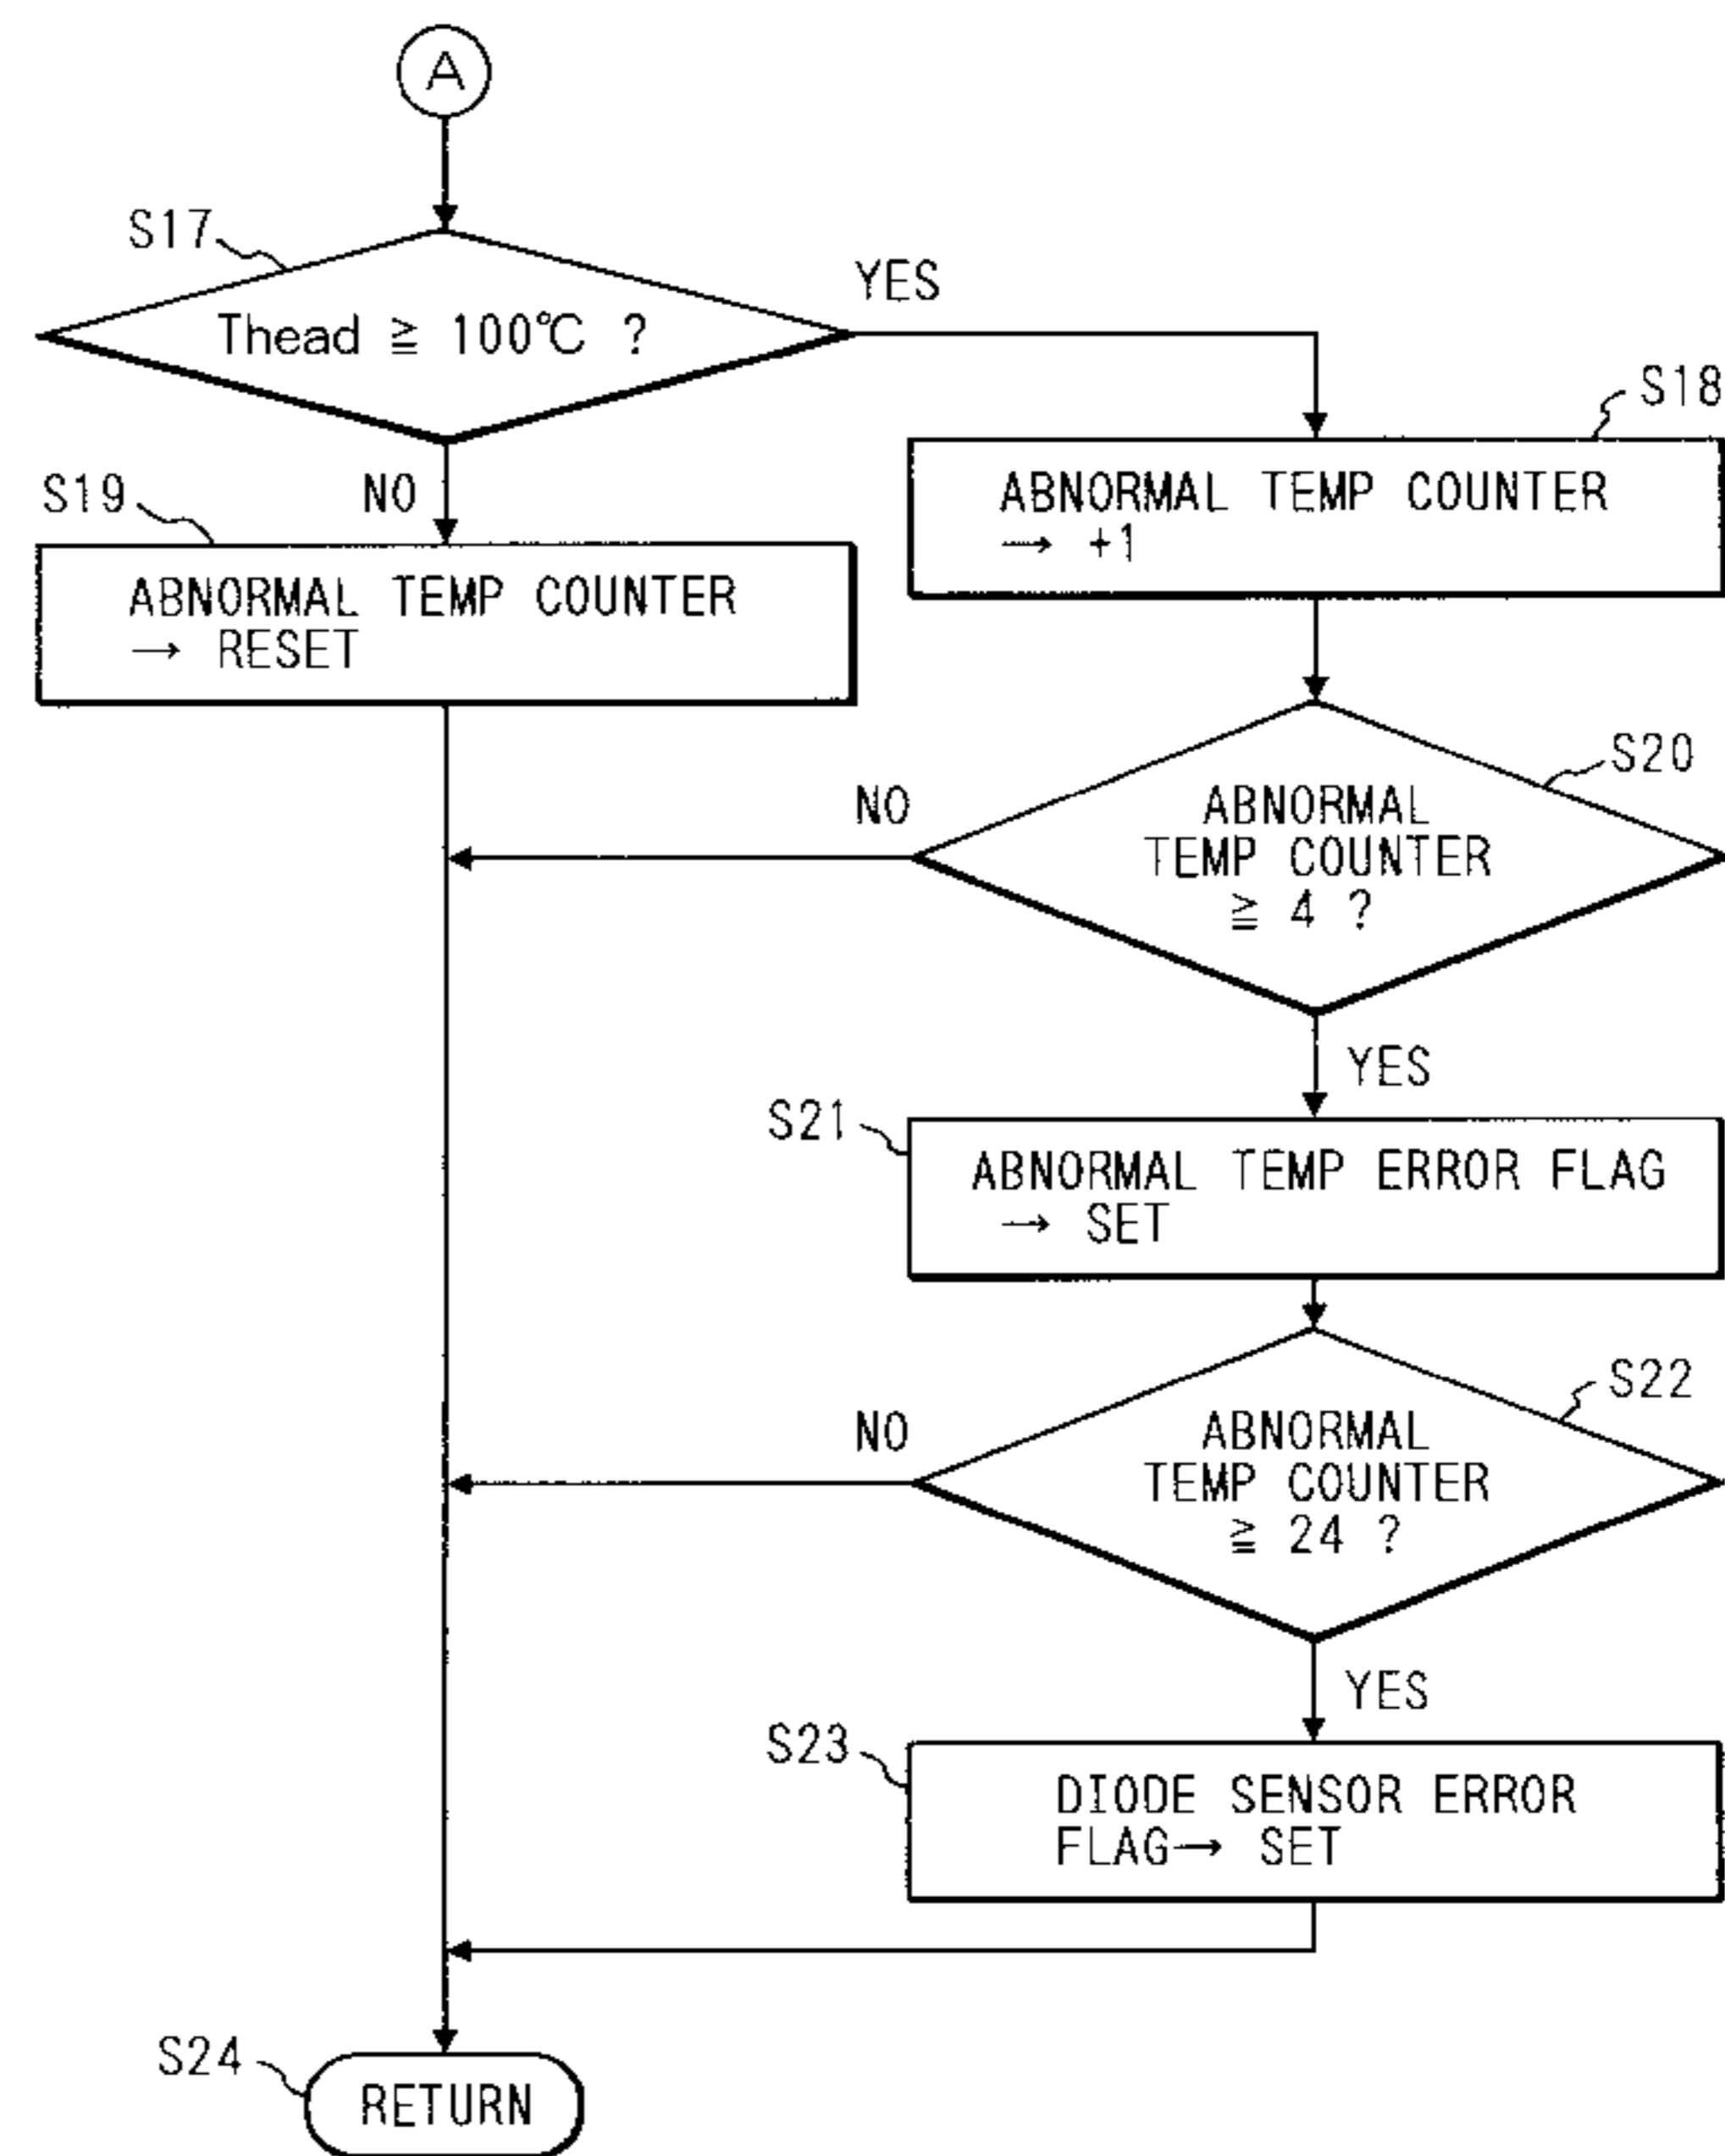 A
S17
YES
Thead ≧ 100℃ ?
S18
S19
NO
ABNORMAL TEMP COUNTER
→ +1
ABNORMAL TEMP COUNTER
→ RESET
S20
NO
ABNORMAL
TEMP COUNTER
≧ 4 ?
YES
S21
ABNORMAL TEMP ERROR FLAG
→ SET
S22
NO
ABNORMAL
TEMP COUNTER
≧ 24 ?
YES
S23
DIODE SENSOR ERROR
FLAG→ SET
S24
RETURN